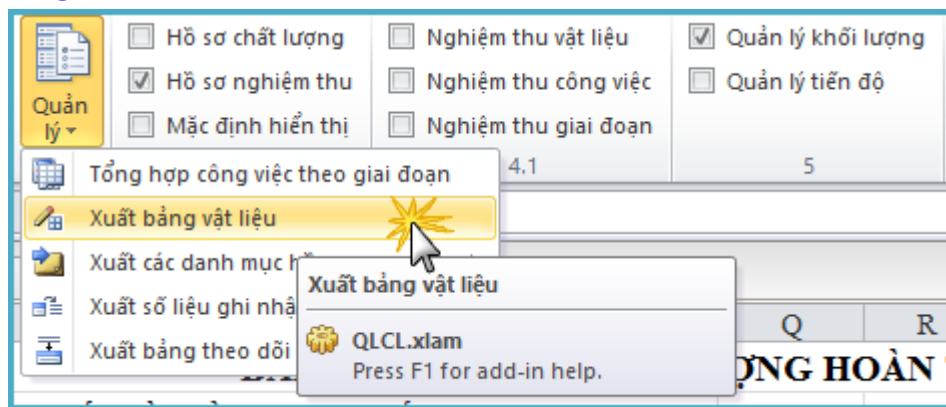 Hồ sơ chất lượng
Nghiệm thu vật liệu
Quản lý khối lượng
Hồ sơ nghiệm thu
Nghiệm thu công việc
Quản lý tiến độ
Mặc định hiển thị
Nghiệm thu giai đoạn
Quản
lý
4.1
5
Tổng hợp công việc theo giai đoạn
Xuất bảng vật liệu
Xuất các danh mục
Xuất số liệu ghi nhậ
Xuất bảng theo dõi
Xuất bảng vật liệu
QLCL.xlam
Press F1 for add-in help.
Q
R
ỢNG HOÀN